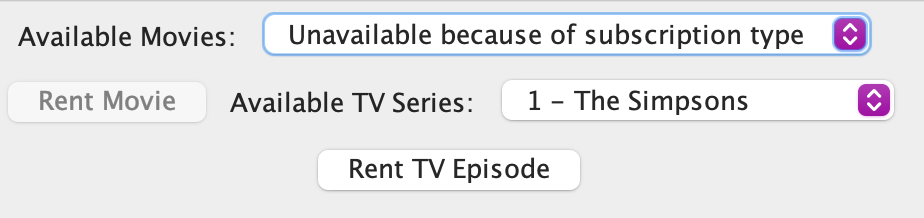 Available Movies: Unavailable because of subscription type
Rent Movie Available TV Series: 1 – The Simpsons
Rent TV Episode